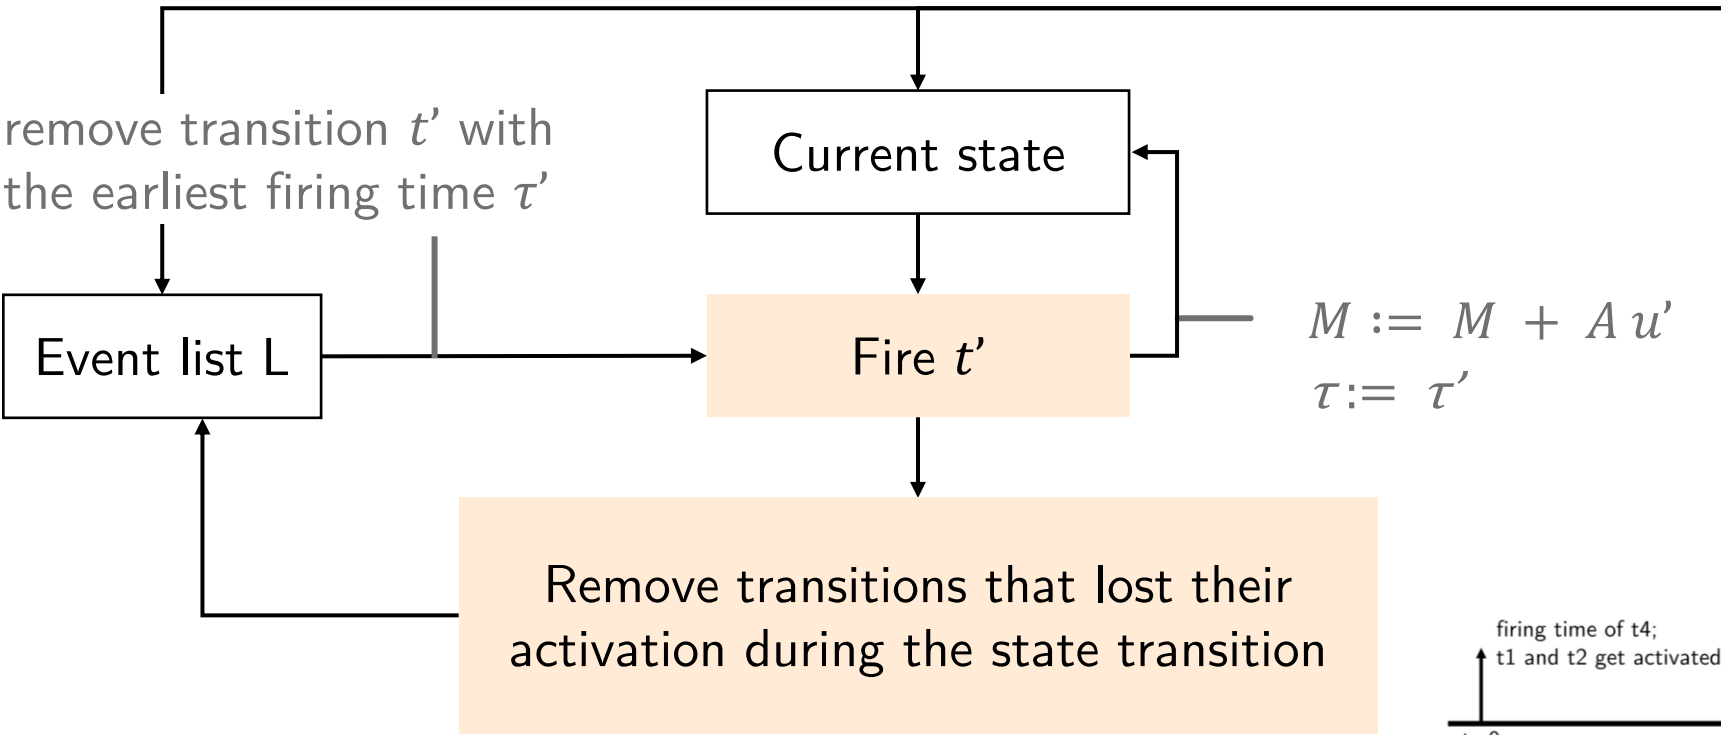 remove transition t’ with
the earliest firing time τ’
Current state
Event list L
Fire t’
M := M + A u’
τ := τ’
Remove transitions that lost their
activation during the state transition
firing time of t4;
t1 and t2 get activated